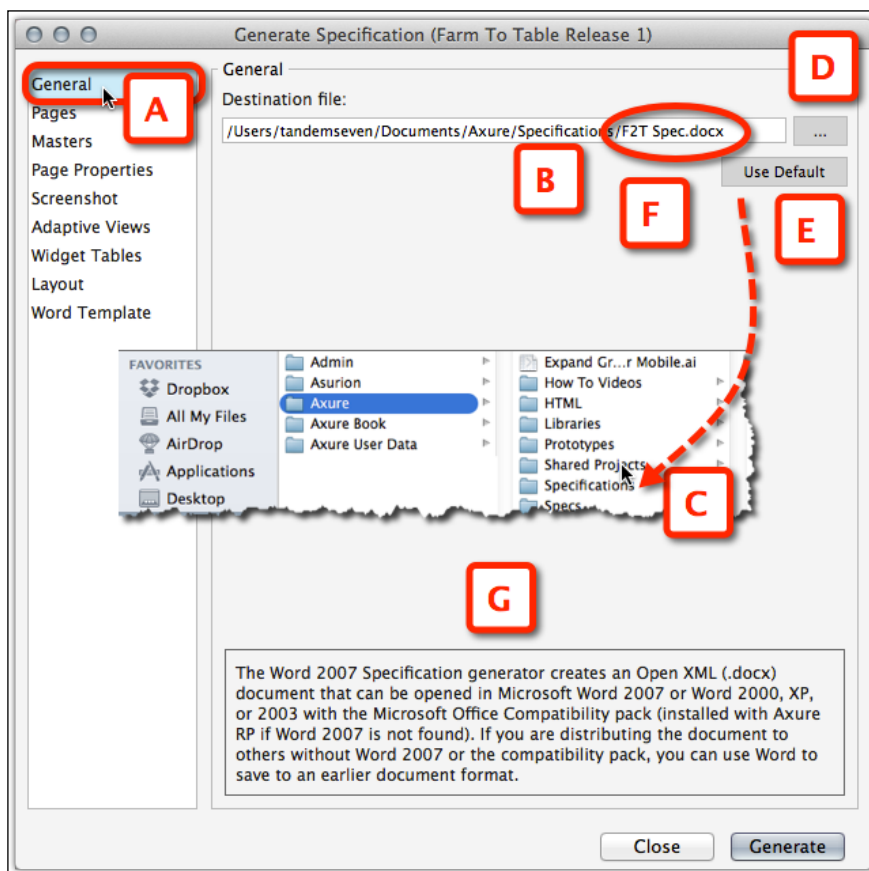 Generate Specification (Farm To Table Release 1)
General
Pages
Masters
Page Properties
Screenshot
Adaptive Views
Widget Tables
Layout
Word Template
A
General
Destination file:
/Users/tandemseven/Documents/Axure/Specifications/F2T Spec.docx
...
D
Use Default
B
F
E
FAVORITES
Dropbox
All My Files
AirDrop
Applications
Desktop
Admin
Asurion
Axure
Axure Book
Axure User Data
Expand Gr...r Mobile.ai
How To Videos
HTML
Libraries
Prototypes
Shared Projects
Specifications
Specs
C
G
The Word 2007 Specification generator creates an Open XML (.docx)
document that can be opened in Microsoft Word 2007 or Word 2000, XP,
or 2003 with the Microsoft Office Compatibility pack (installed with Axure
RP if Word 2007 is not found). If you are distributing the document to
others without Word 2007 or the compatibility pack, you can use Word to
save to an earlier document format.
Close
Generate